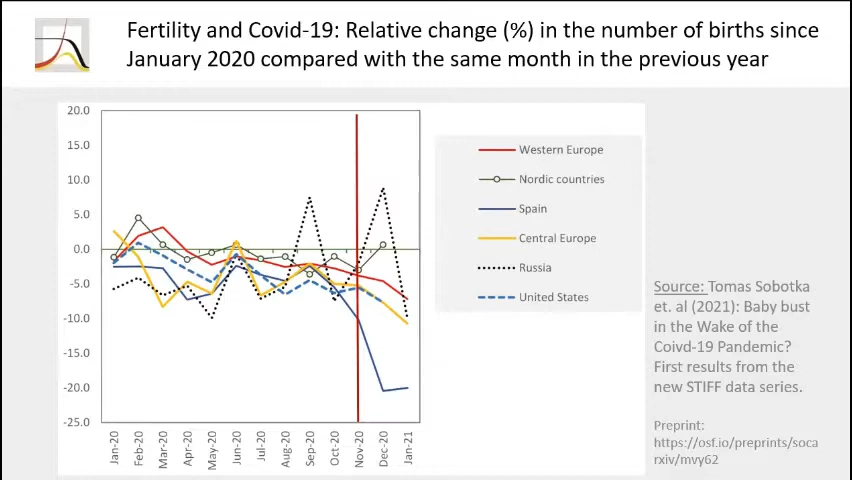 Fertility and Covid-19: Relative change (%) in the number of births since
January 2020 compared with the same month in the previous year
20.0
15.0
10.0
5.0
0.0
-5.0
-10.0
-15.0
-20.0
-25.0
Jan-20
Feb-20
Mar-20
Apr-20
May-20
Jun-20
Jul-20
Aug-20
Sep-20
Oct-20
Nov-20
Dec-20
Jan-21
Western Europe
Nordic countries
Spain
Central Europe
Russia
United States
Source: Tomas Sobotka
et. al (2021): Baby bust
in the Wake of the
Coivd-19 Pandemic?
First results from the
new STIFF data series.
Preprint:
https://osf.io/preprints/soca
rxiv/mvy62